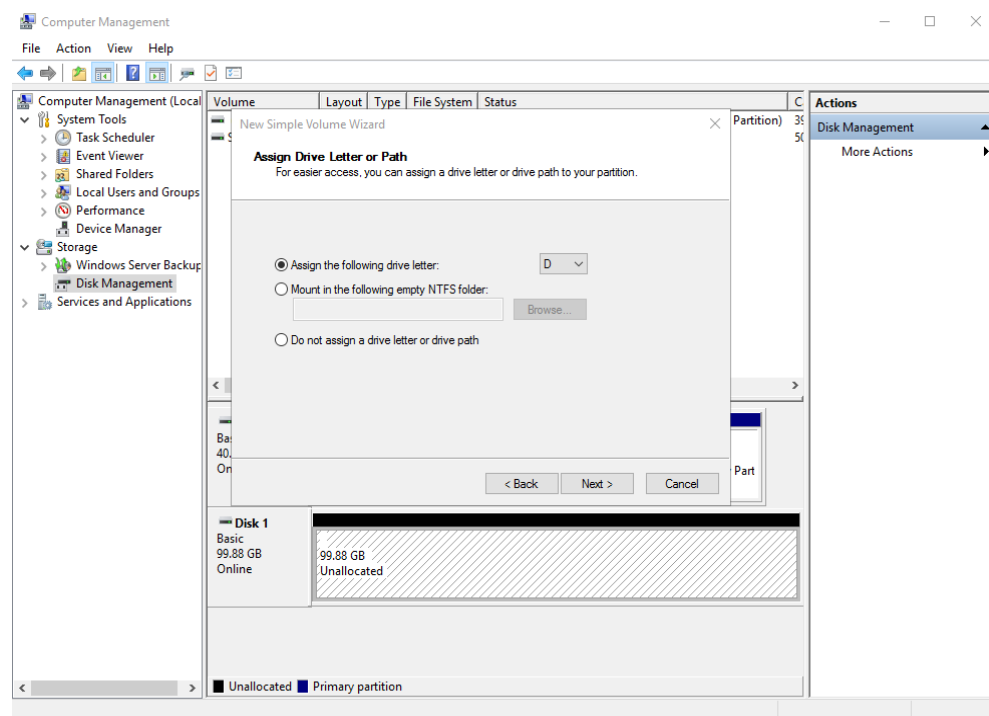 Computer Management
File Action View Help
Computer Management (Local
System Tools
Task Scheduler
Event Viewer
Shared Folders
Local Users and Groups
Performance
Device Manager
Storage
Windows Server Backup
Disk Management
Services and Applications
Volume Layout Type File System Status C
Partition) 39
S 50
New Simple Volume Wizard
Assign Drive Letter or Path
For easier access, you can assign a drive letter or drive path to your partition.
Assign the following drive letter: D
Mount in the following empty NTFS folder:
Browse...
Do not assign a drive letter or drive path
< Back Next > Cancel
Bas
40.
On
Part
Disk 1
Basic
99.88 GB
Online
99.88 GB
Unallocated
Unallocated Primary partition
Actions
Disk Management
More Actions